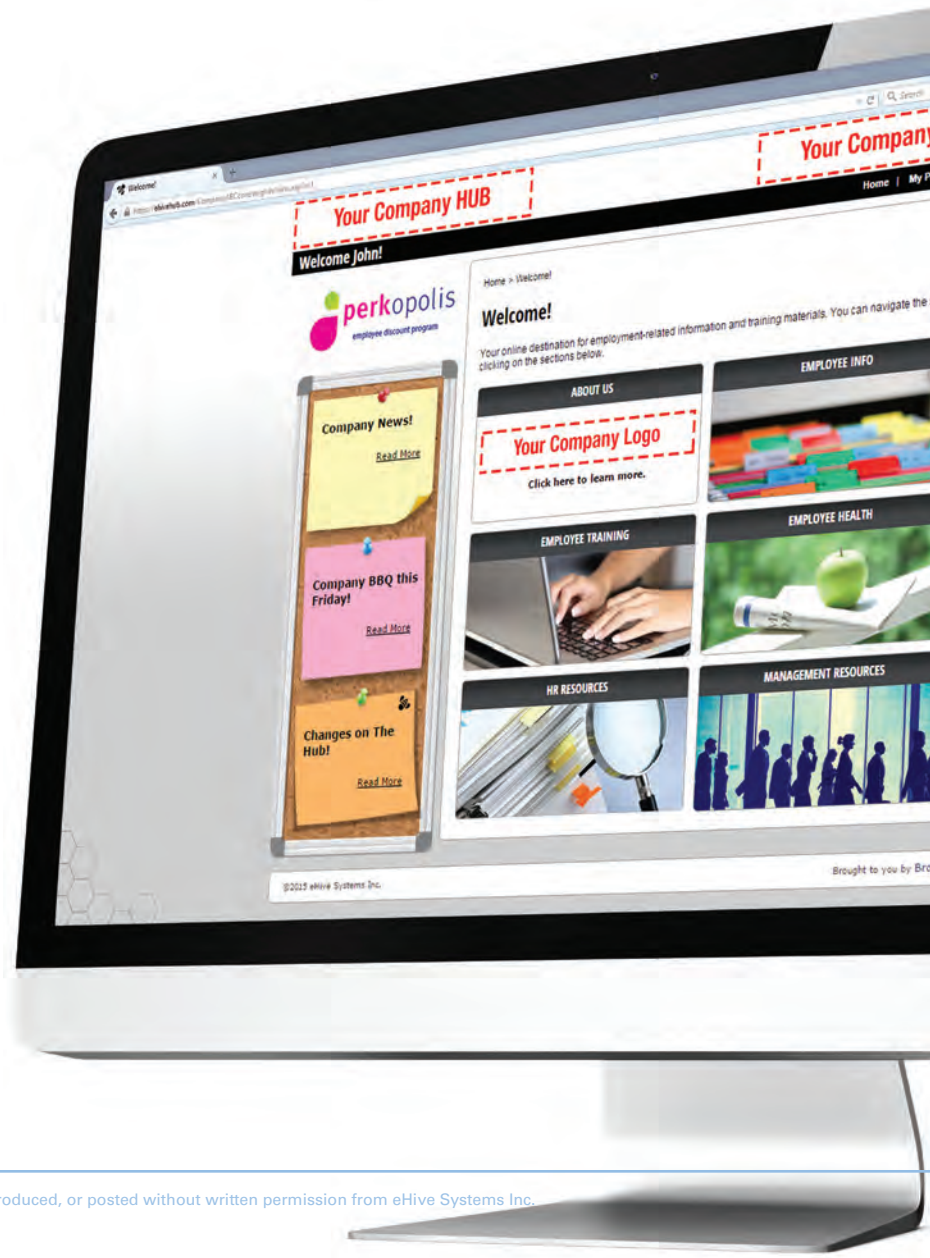 Welcome!
Search
ehivehub.com
Your Company HUB
Your Company
Welcome John!
Home | My P
perkopolis
employee discount program
Home > Welcome!
Welcome!
Your online destination for employment-related information and training materials. You can navigate the
clicking on the sections below.
Company News!
Read More
Company BBQ this
Friday!
Read More
Changes on The
Hub!
Read More
ABOUT US
Your Company Logo
Click here to learn more.
EMPLOYEE INFO
EMPLOYEE TRAINING
EMPLOYEE HEALTH
HR RESOURCES
MANAGEMENT RESOURCES
©2015 eHive Systems Inc.
Brought to you by Bro
roduced, or posted without written permission from eHive Systems Inc.